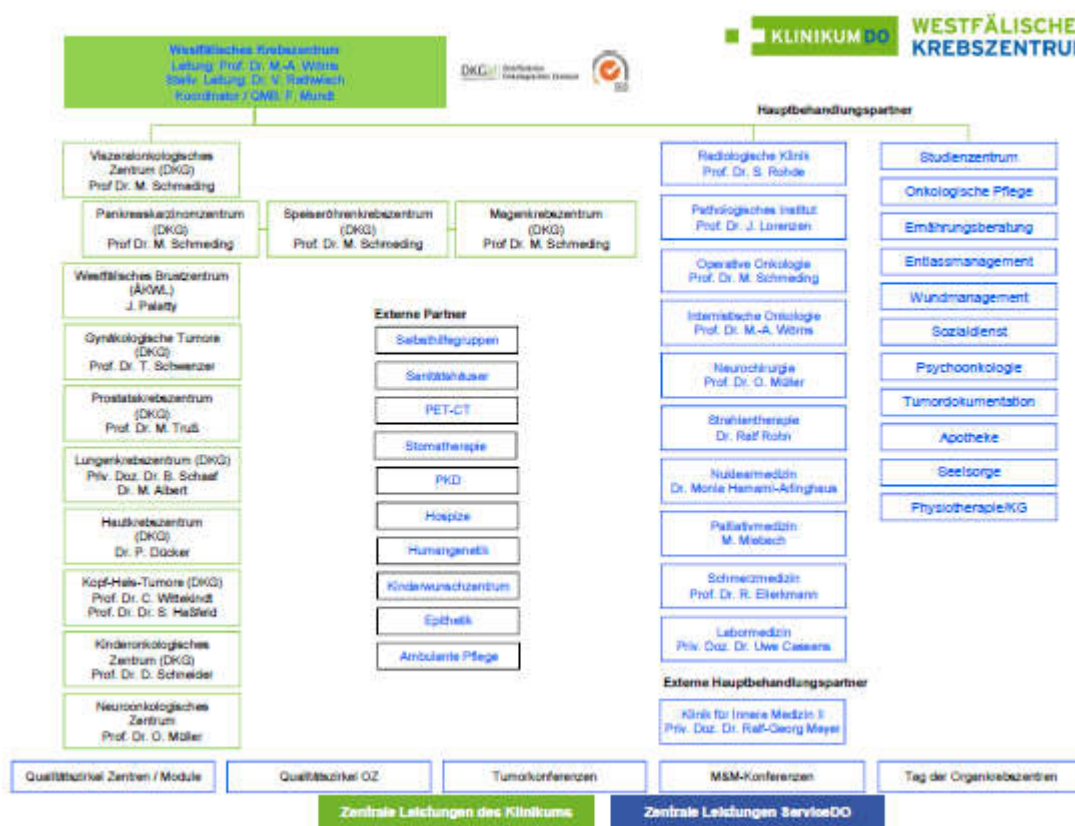 KLINIKUM DO
WESTFÄLISCHES
KREBSZENTRUM
Westfälisches Krebszentrum
Leitung: Prof. Dr. M.-A. Wörns
Stellv. Leitung: Dr. V. Rethwisch
Koordinator / QMB: F. Mundt
DKG
Hauptbehandlungspartner
Viszeralonkologisches
Zentrum (DKG)
Prof Dr. M. Schmeding
Pankreaskarzinomzentrum
(DKG)
Prof Dr. M. Schmeding
Speiseröhrenkrebszentrum
(DKG)
Prof. Dr. M. Schmeding
Magenkrebszentrum
(DKG)
Prof Dr. M. Schmeding
Westfälisches Brustzentrum
(ÄKWL)
J. Paletty
Gynäkologische Tumore
(DKG)
Prof. Dr. T. Schwenzer
Prostatakrebszentrum
(DKG)
Prof. Dr. M. Truß
Lungenkrebszentrum (DKG)
Priv. Doz. Dr. B. Schaaf
Dr. M. Albert
Hautkrebszentrum
(DKG)
Dr. P. Dücker
Kopf-Hals-Tumore (DKG)
Prof. Dr. C. Wittekindt
Prof. Dr. Dr. S. Haßfeld
Kinderonkologisches
Zentrum (DKG)
Prof. Dr. D. Schneider
Neuroonkologisches
Zentrum
Prof. Dr. O. Müller
Externe Partner
Selbsthilfegruppen
Sanitätshäuser
PET-CT
Stomatherapie
PKD
Hospize
Humangenetik
Kinderwunschzentrum
Epithetik
Ambulante Pflege
Radiologische Klinik
Prof. Dr. S. Rohde
Pathologisches Institut
Prof. Dr. J. Lorenzen
Operative Onkologie
Prof. Dr. M. Schmeding
Internistische Onkologie
Prof. Dr. M.-A. Wörns
Neurochirurgie
Prof. Dr. O. Müller
Strahlentherapie
Dr. Ralf Rohn
Nuklearmedizin
Dr. Monia Hamami-Arlinghaus
Palliativmedizin
M. Miebach
Schmerzmedizin
Prof. Dr. R. Ellerkmann
Labormedizin
Priv. Doz. Dr. Uwe Cassens
Externe Hauptbehandlungspartner
Klinik für Innere Medizin II
Priv. Doz. Dr. Ralf-Georg Meyer
Studienzentrum
Onkologische Pflege
Ernährungsberatung
Entlassmanagement
Wundmanagement
Sozialdienst
Psychoonkologie
Tumordokumentation
Apotheke
Seelsorge
Physiotherapie/KG
Qualitätszirkel Zentren / Module
Qualitätszirkel OZ
Tumorkonferenzen
M&M-Konferenzen
Tag der Organkrebszentren
Zentrale Leistungen des Klinikums
Zentrale Leistungen ServiceDO